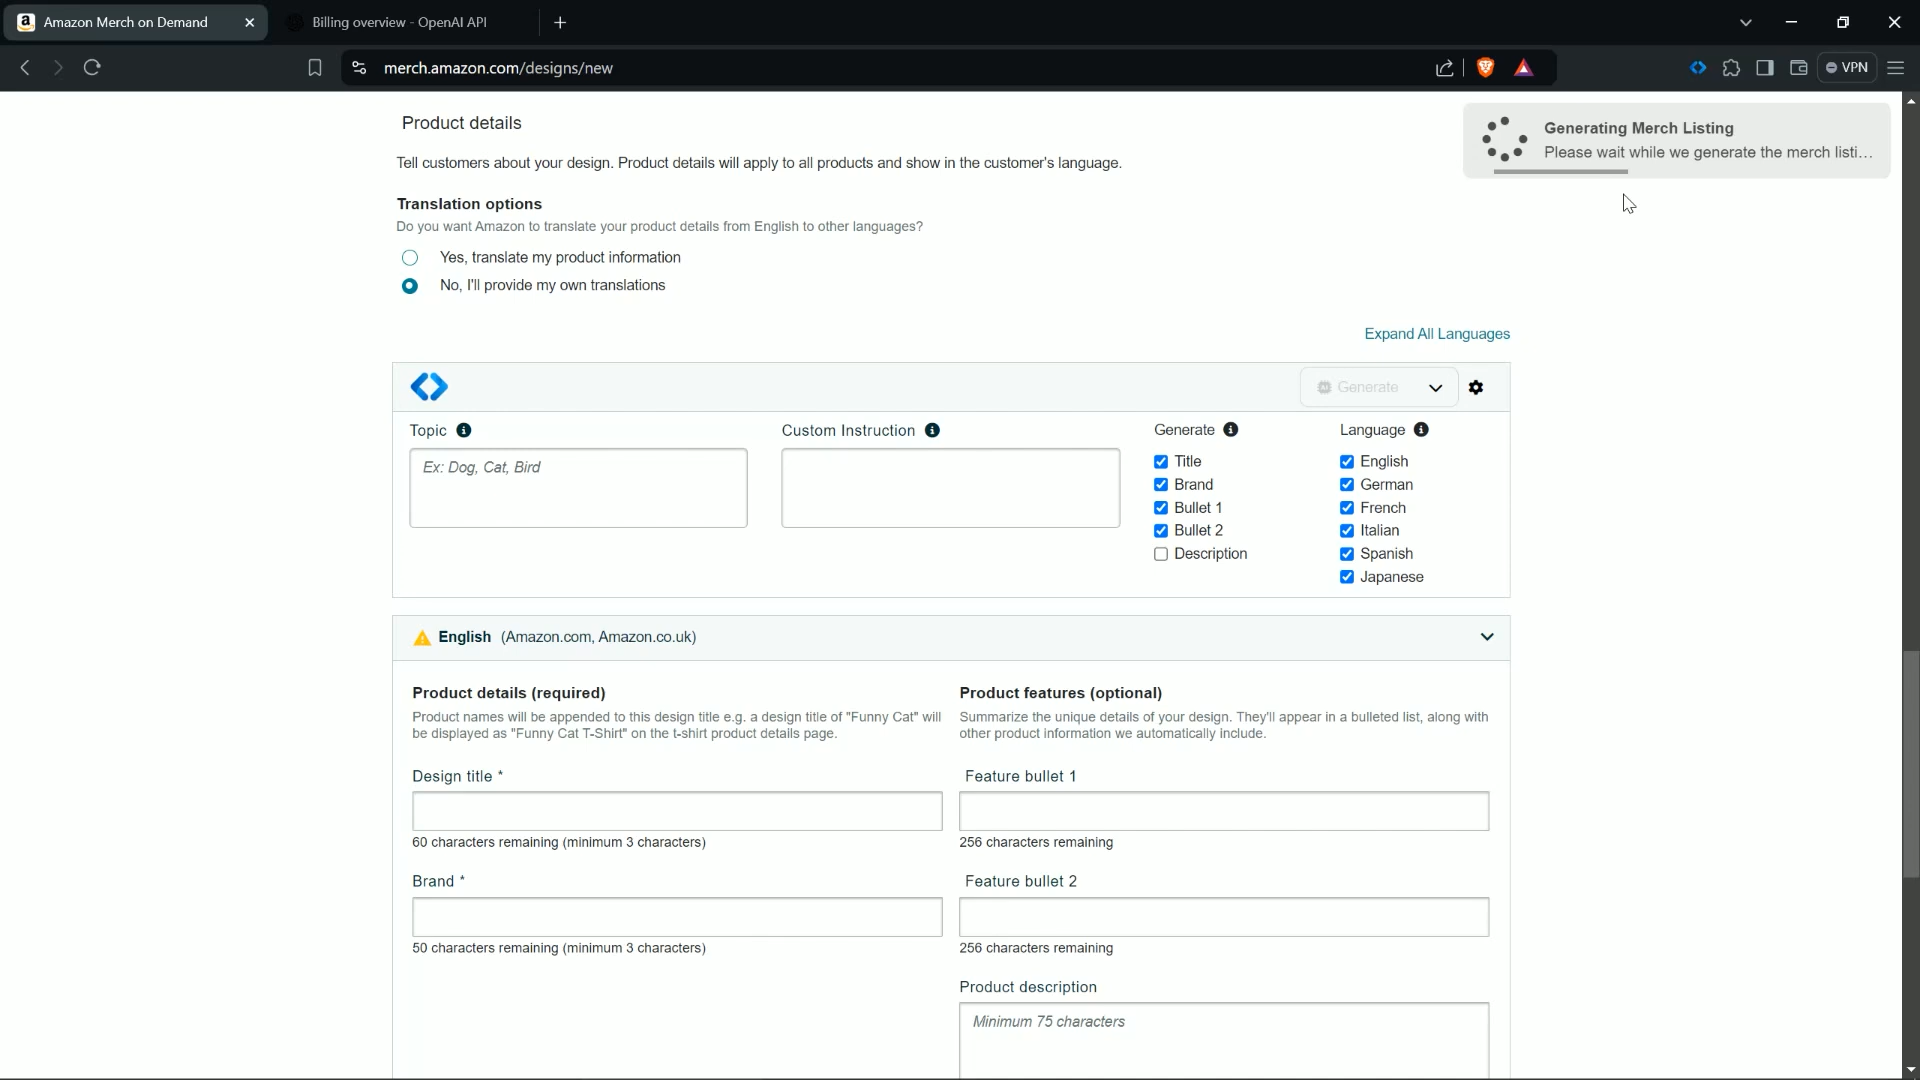 Amazon Merch on Demand
Billing overview - OpenAI API
merch.amazon.com/designs/new
VPN
Product details
Generating Merch Listing
Please wait while we generate the merch listi...
Tell customers about your design. Product details will apply to all products and show in the customer's language.
Translation options
Do you want Amazon to translate your product details from English to other languages?
Yes, translate my product information
No, I'll provide my own translations
Expand All Languages
Generate
Topic
Custom Instruction
Generate
Language
Ex: Dog, Cat, Bird
Title
Brand
Bullet 1
Bullet 2
Description
English
German
French
Italian
Spanish
Japanese
English (Amazon.com, Amazon.co.uk)
Product details (required)
Product names will be appended to this design title e.g. a design title of "Funny Cat" will
be displayed as "Funny Cat T-Shirt" on the t-shirt product details page.
Product features (optional)
Summarize the unique details of your design. They'll appear in a bulleted list, along with
other product information we automatically include.
Design title *
60 characters remaining (minimum 3 characters)
Feature bullet 1
256 characters remaining
Brand *
50 characters remaining (minimum 3 characters)
Feature bullet 2
256 characters remaining
Product description
Minimum 75 characters